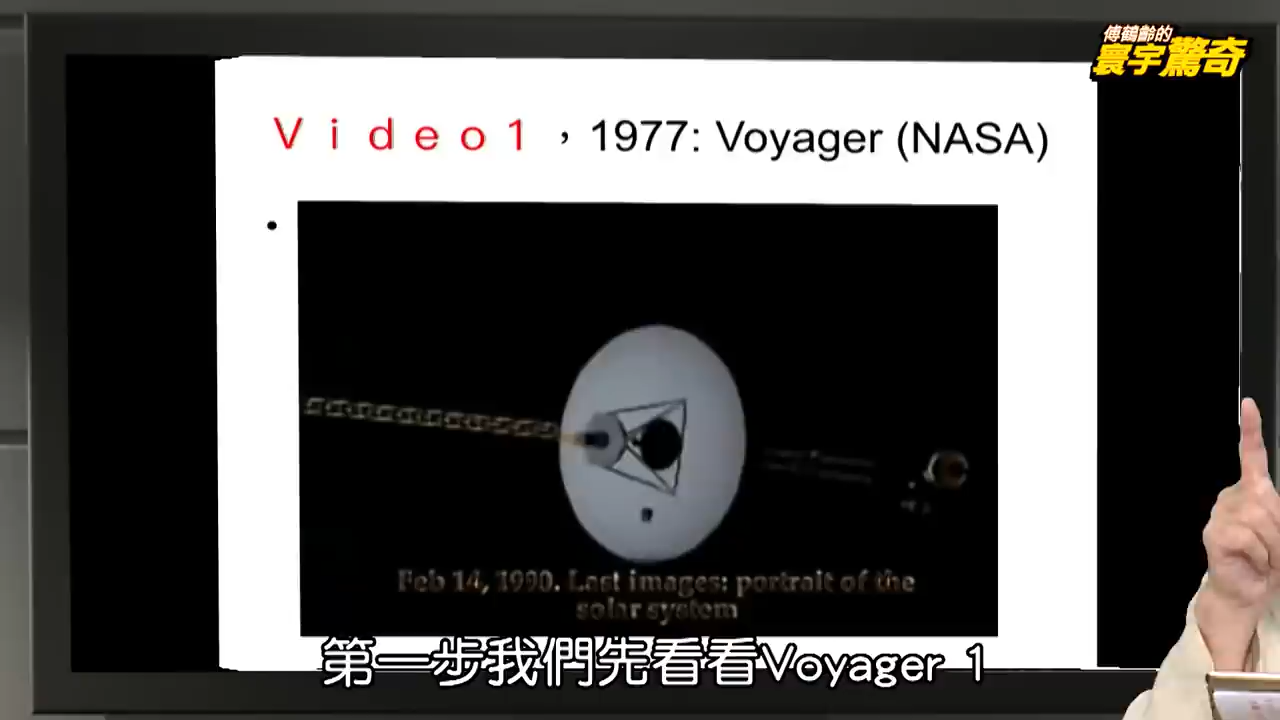 傅鶴齡的
寰宇驚奇
Ｖｉｄｅｏ１，1977: Voyager (NASA)
•
Feb 14, 1990. Last images: portrait of the
solar system
第一步我們先看看Voyager 1